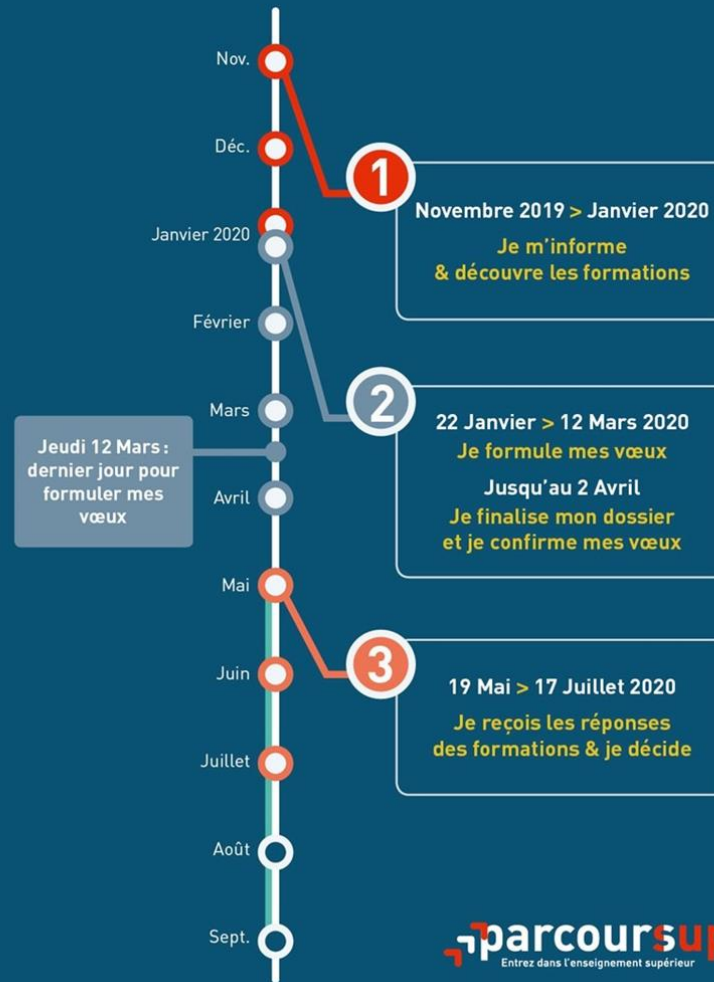 Nov.
Déc.
Janvier 2020
Février
Mars
Avril
Mai
Juin
Juillet
Août
Sept.
1
Novembre 2019 > Janvier 2020
Je m'informe
& découvre les formations
2
22 Janvier > 12 Mars 2020
Je formule mes vœux
Jusqu'au 2 Avril
Je finalise mon dossier
et je confirme mes vœux
Jeudi 12 Mars :
dernier jour pour
formuler mes
vœux
3
19 Mai > 17 Juillet 2020
Je reçois les réponses
des formations & je décide
parcoursup
Entrez dans l'enseignement supérieur